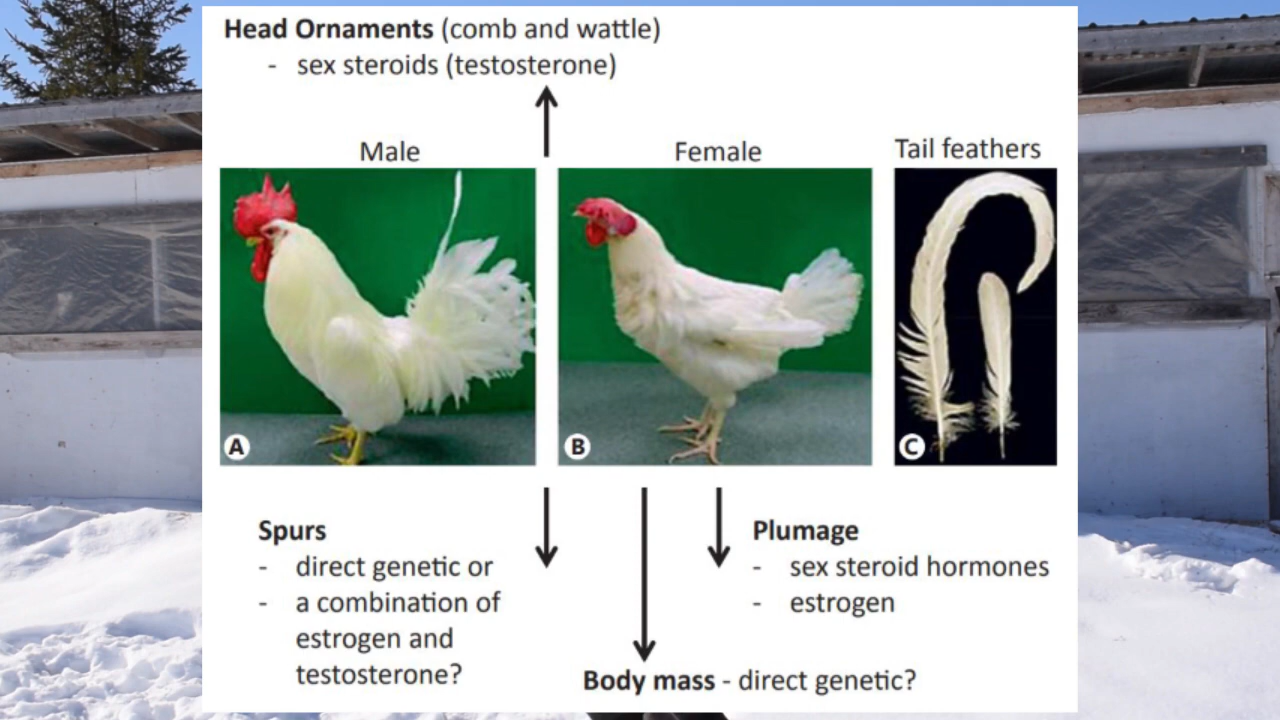 Head Ornaments (comb and wattle)
- sex steroids (testosterone)
Male
Female
Tail feathers
A
B
C
Spurs
- direct genetic or
- a combination of
estrogen and
testosterone?
Plumage
- sex steroid hormones
- estrogen
Body mass - direct genetic?